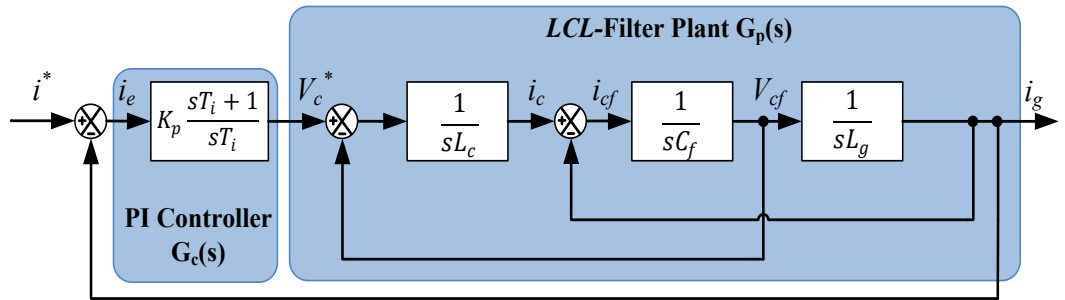 LCL-Filter Plant Gp(s)
i*
ie
Kp (sTi + 1)/(sTi)
Vc*
1/(sLc)
ic
icf
1/(sCf)
Vcf
1/(sLg)
ig
PI Controller
Gc(s)